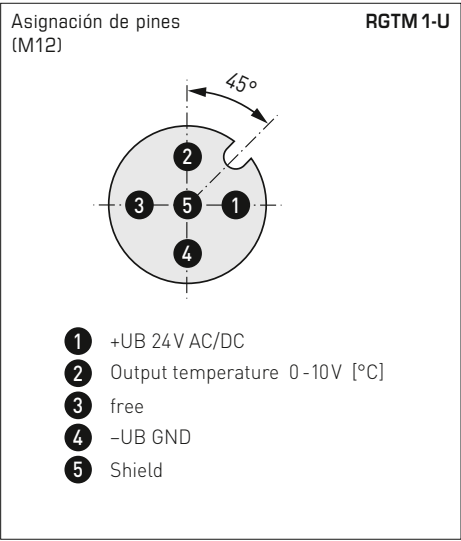 Asignación de pines RGTM 1-U
(M12)
45°
2
3 5 1
4
1 +UB 24V AC/DC
2 Output temperature 0-10V [°C]
3 free
4 –UB GND
5 Shield